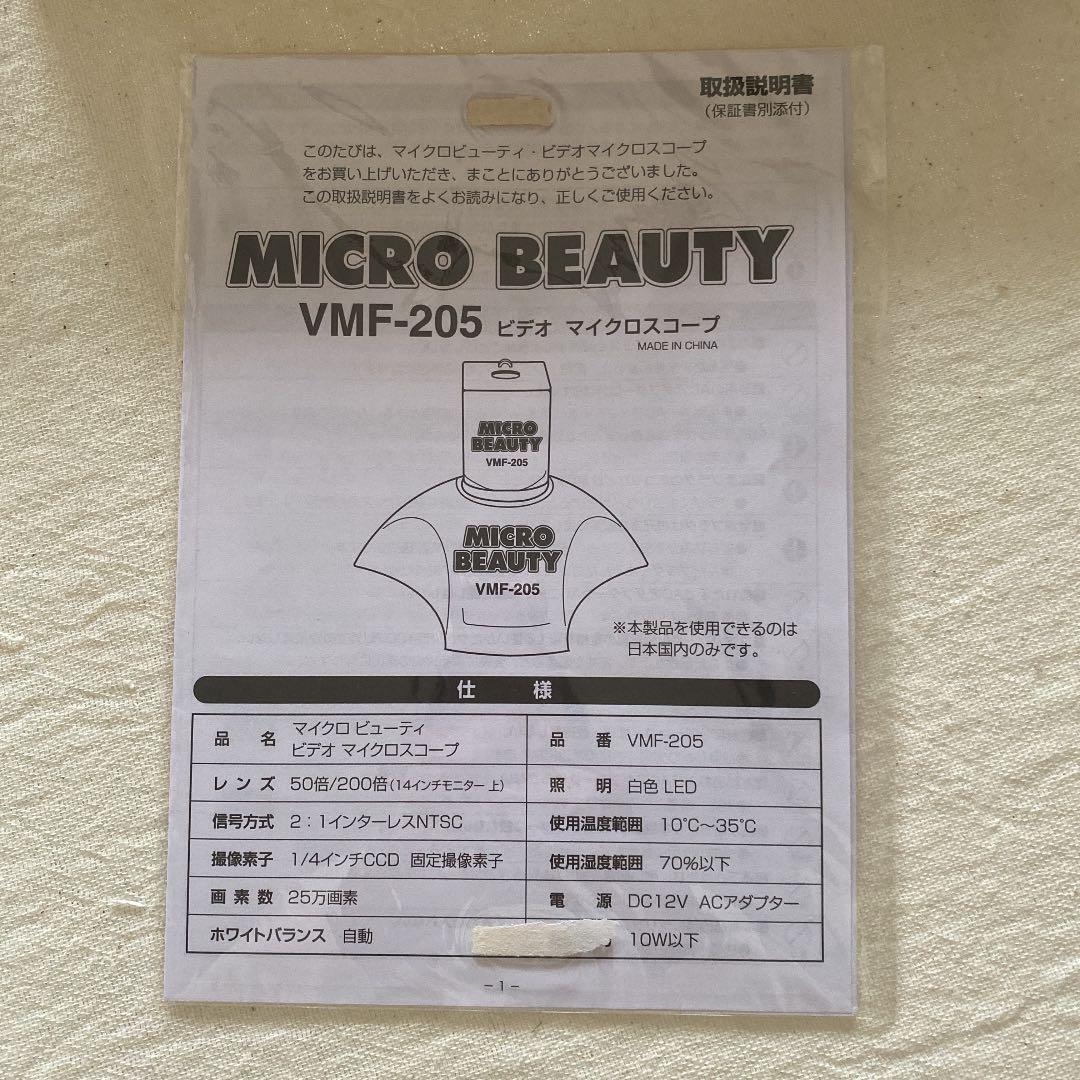 取扱説明書
（保証書別添付）
このたびは、マイクロビューティ・ビデオマイクロスコープ
をお買い上げいただき、まことにありがとうございました。
この取扱説明書をよくお読みになり、正しくご使用ください。
MICRO BEAUTY
VMF-205 ビデオ マイクロスコープ
MADE IN CHINA
MICRO
BEAUTY
VMF-205
MICRO
BEAUTY
VMF-205
※本製品を使用できるのは
日本国内のみです。
仕 様
品 名 マイクロ ビューティ
ビデオ マイクロスコープ
品 番 VMF-205
レンズ 50倍/200倍（14インチモニター 上）
照 明 白色 LED
信号方式 2：1インターレスNTSC
使用温度範囲 10℃～35℃
撮像素子 1/4インチCCD 固定撮像素子
使用湿度範囲 70％以下
画素数 25万画素
電 源 DC12V ACアダプター
ホワイトバランス 自動
10W以下
－1－